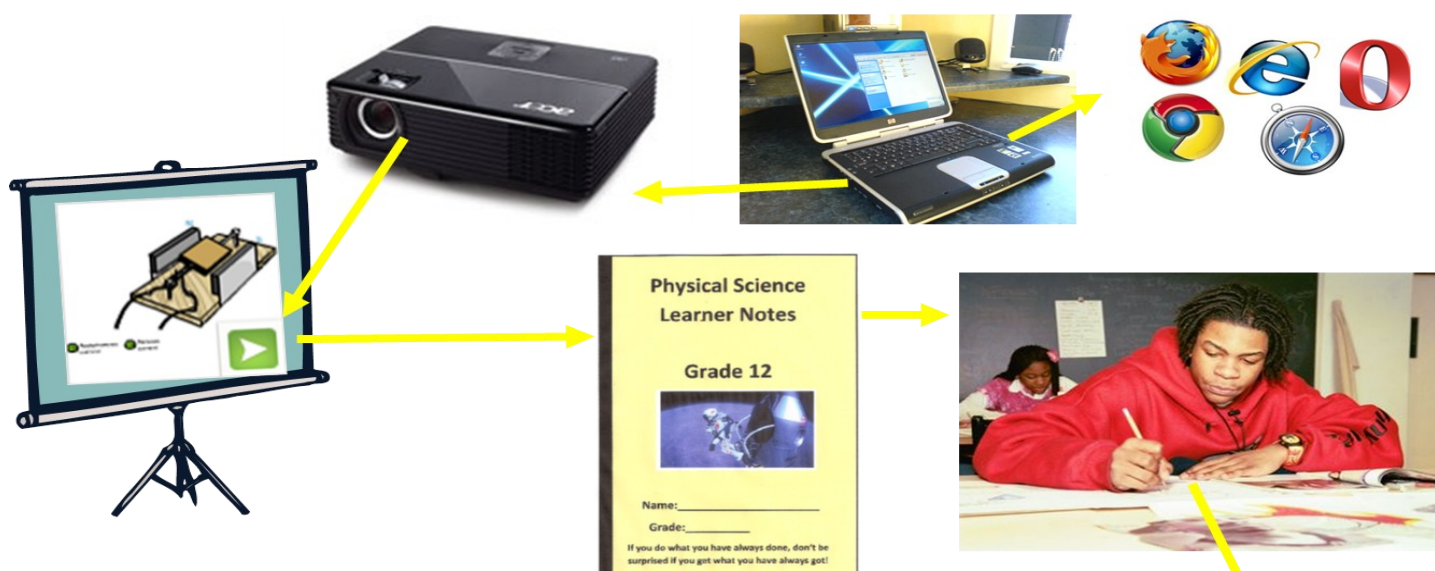 acer
Physical Science
Learner Notes
Grade 12
Name:
Grade:
If you do what you have always done, don't be
surprised if you get what you have always got!